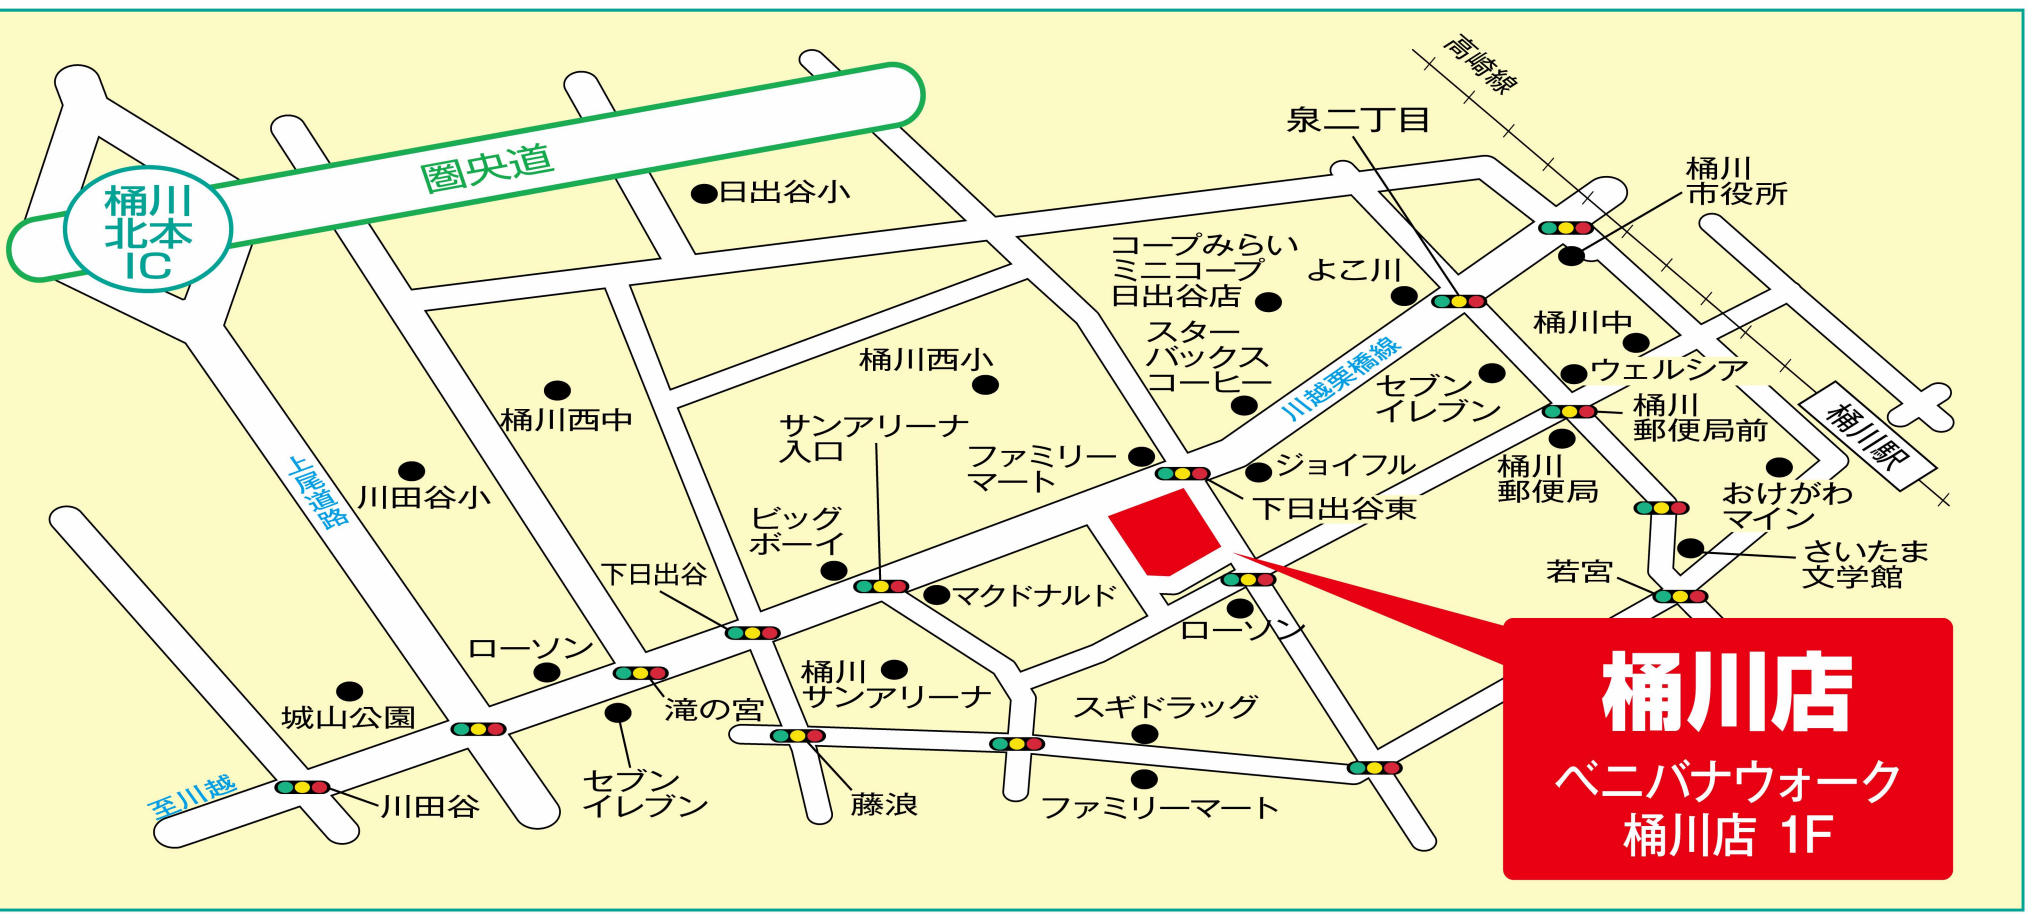 高崎線
泉二丁目
桶川
市役所
圏央道
日出谷小
桶川
北本
IC
コープみらい
ミニコープ
日出谷店
よこ川
桶川中
スター
バックス
コーヒー
川越栗橋線
桶川西小
セブン
イレブン
ウェルシア
桶川
郵便局前
桶川駅
桶川西中
サンアリーナ
入口
ファミリー
マート
ジョイフル
桶川
郵便局
下日出谷東
おけがわ
マイン
上尾道路
川田谷小
ビッグ
ボーイ
さいたま
文学館
若宮
下日出谷
マクドナルド
ローソン
ローソン
桶川
サンアリーナ
城山公園
滝の宮
スギドラッグ
至川越
川田谷
セブン
イレブン
藤浪
ファミリーマート
桶川店
ベニバナウォーク
桶川店 1F